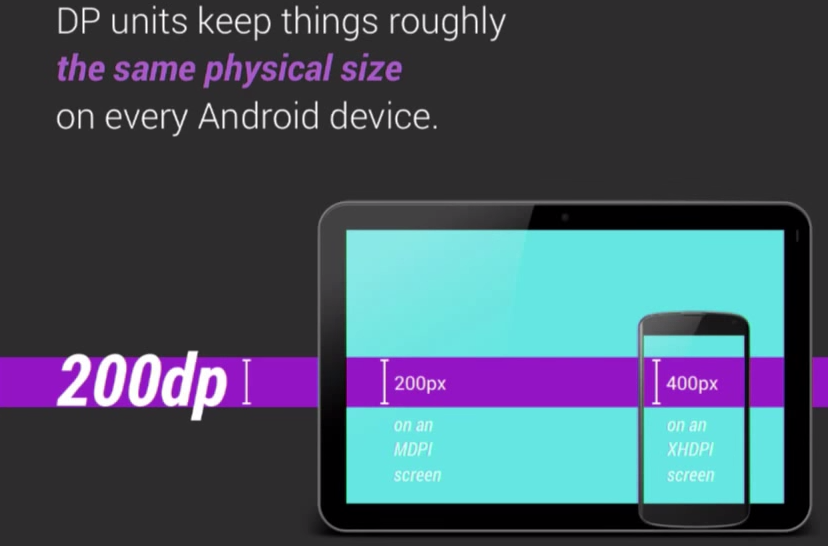 DP units keep things roughly
the same physical size
on every Android device.
200dp
200px
on an
MDPI
screen
400px
on an
XHDPI
screen